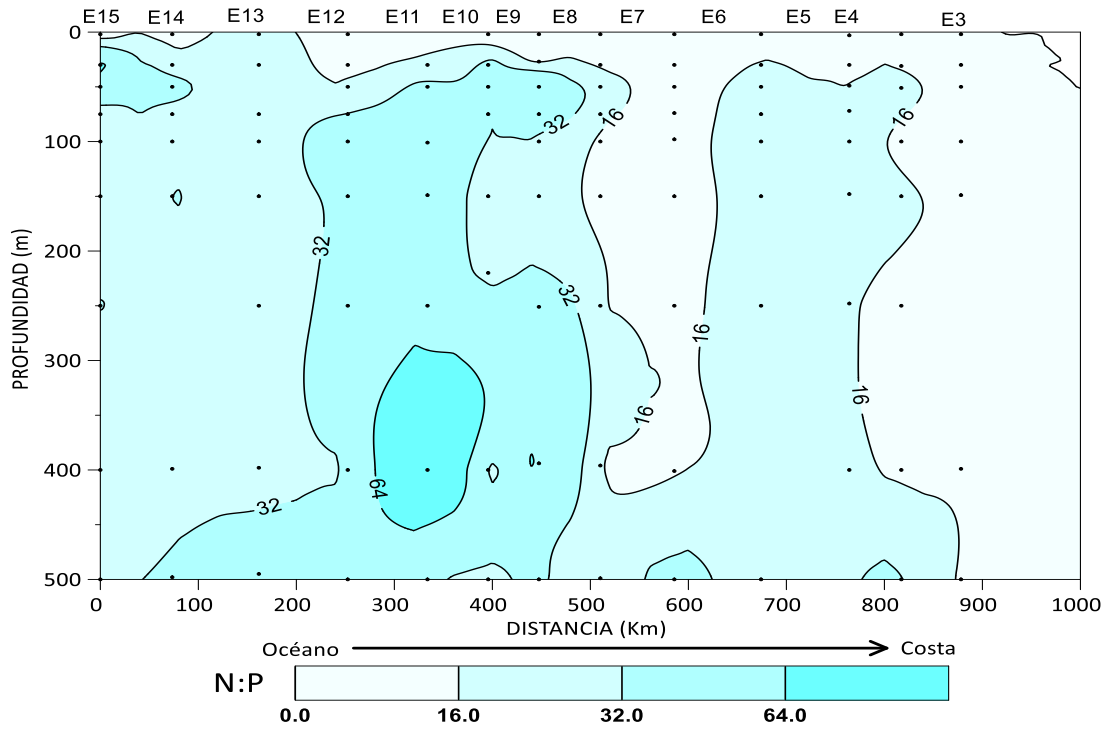 E15 E14 E13 E12 E11 E10 E9 E8 E7 E6 E5 E4 E3
0
100
200
300
400
500
PROFUNDIDAD (m)
32
16
16
32
32
16
16
16
64
32
0 100 200 300 400 500 600 700 800 900 1000
DISTANCIA (Km)
Océano Costa
N:P
0.0 16.0 32.0 64.0